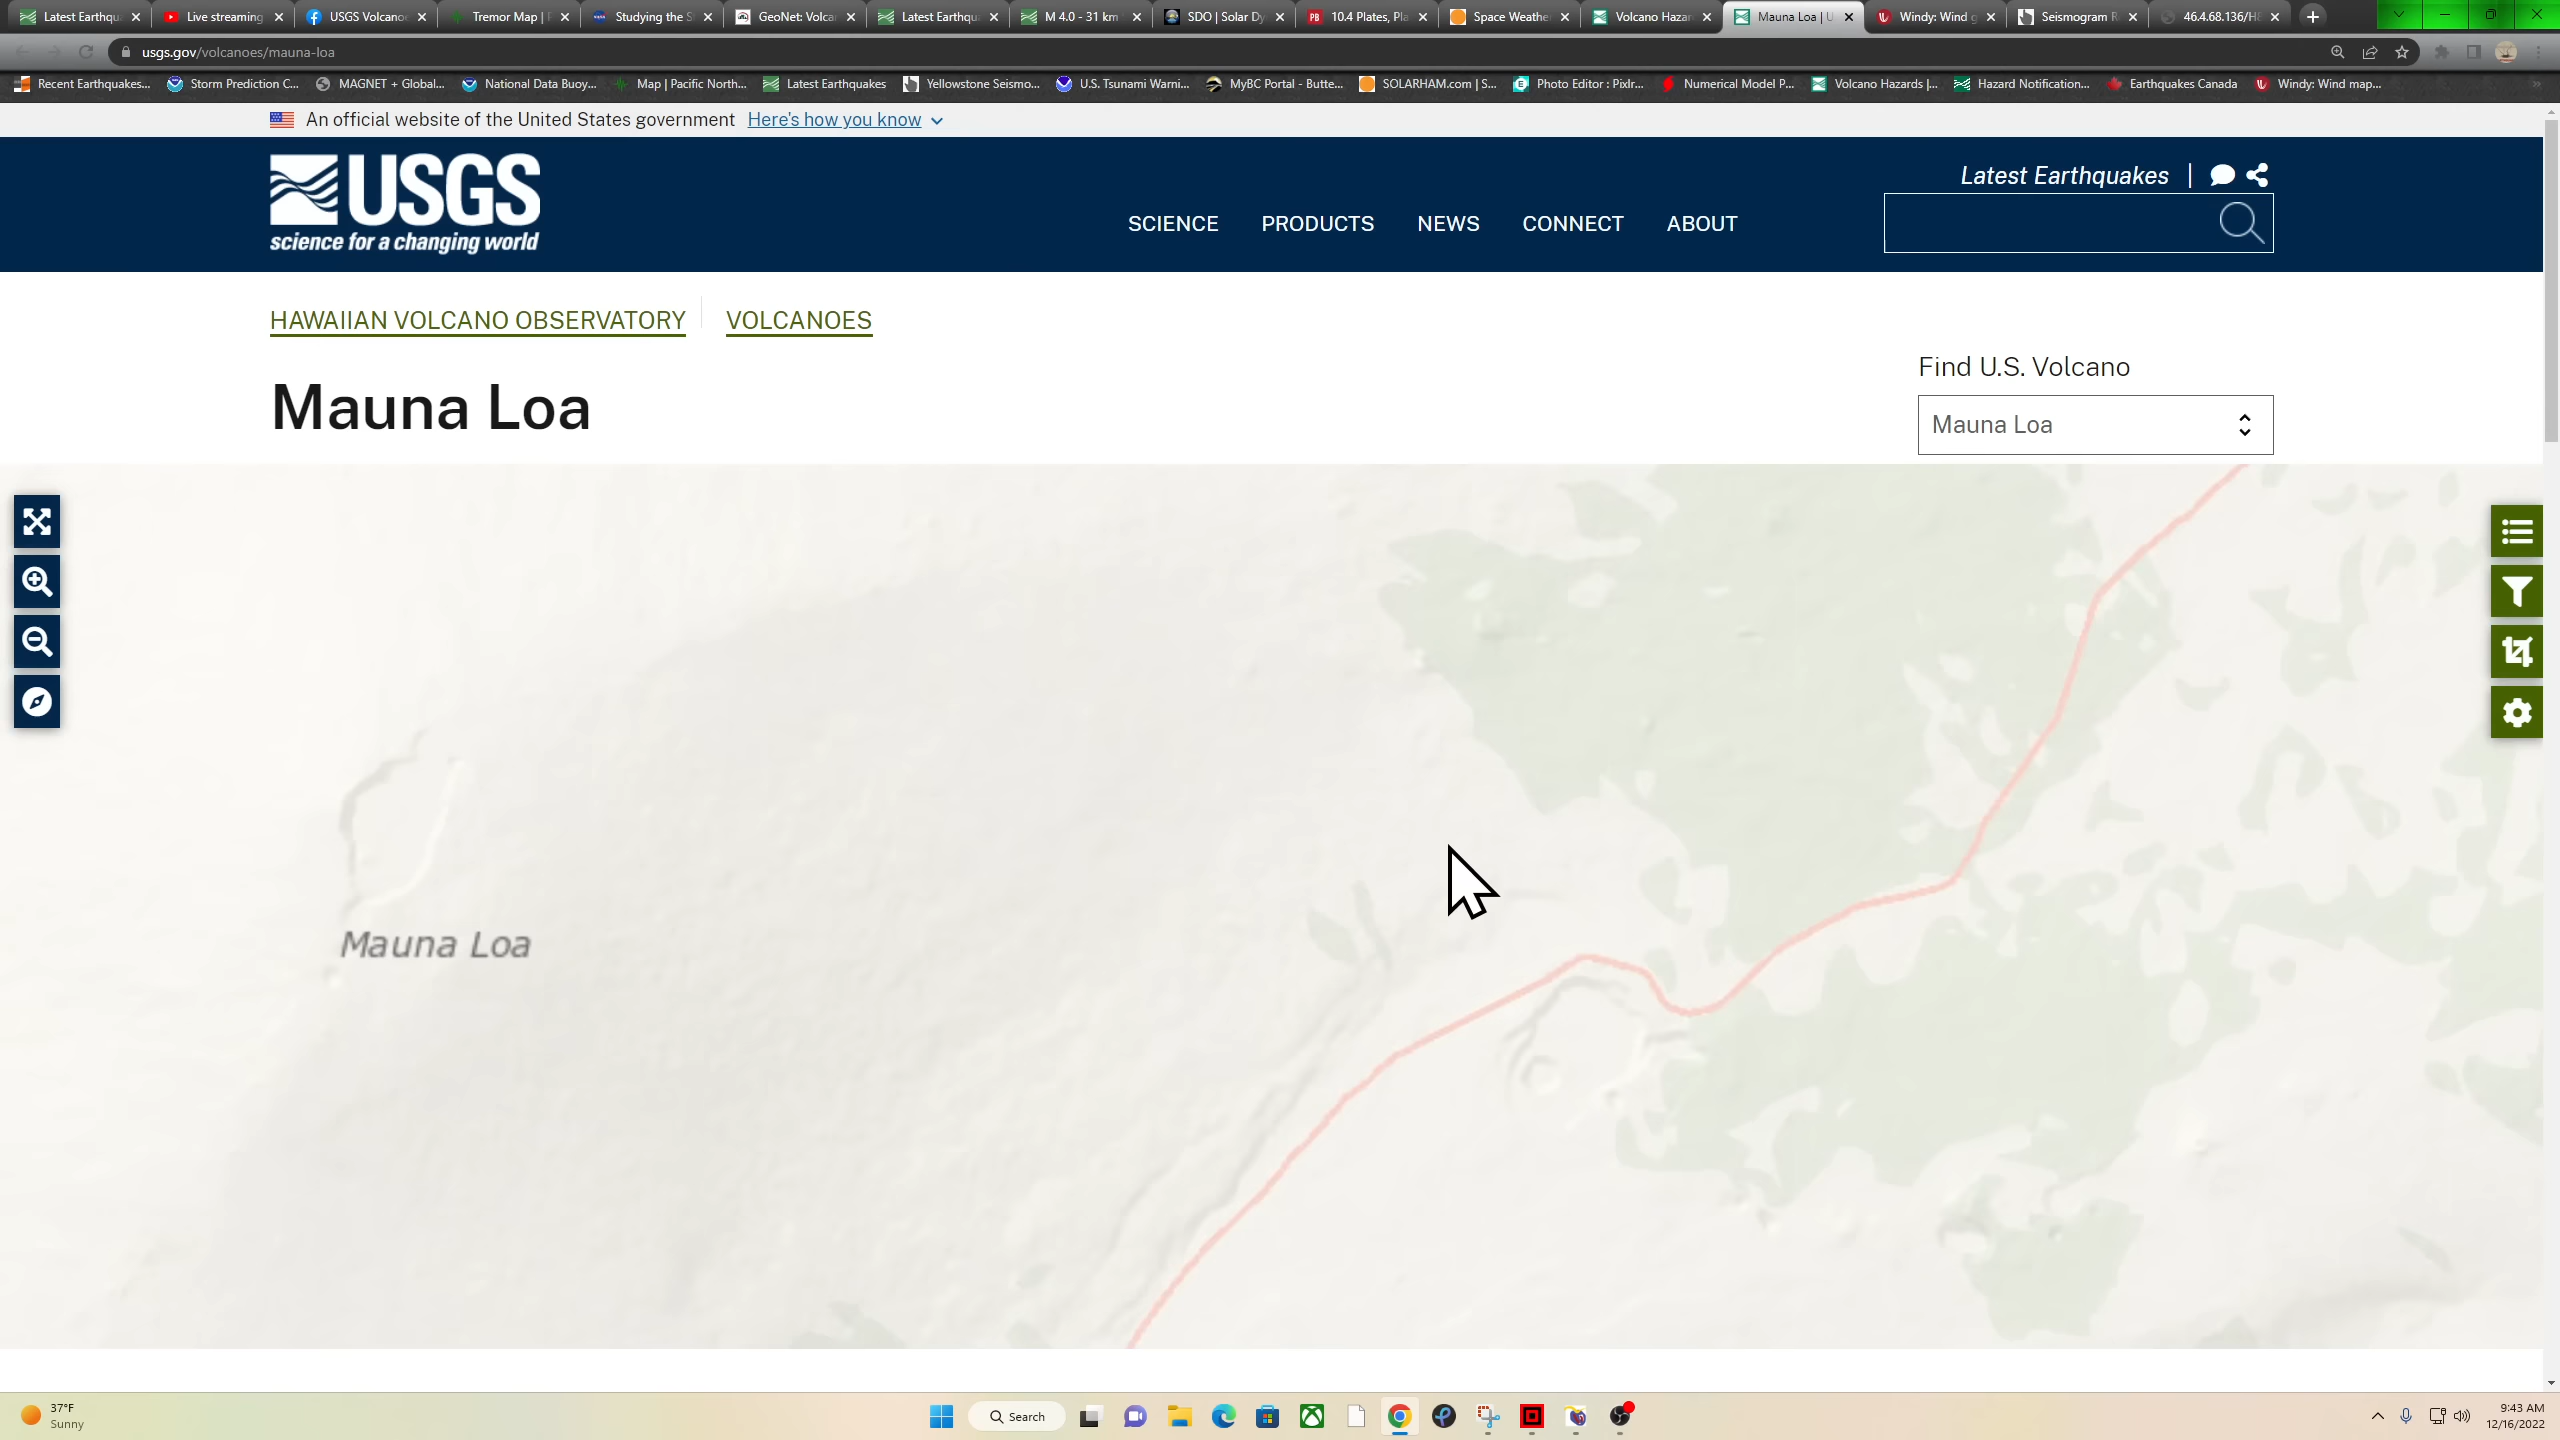 Latest Earthqu
Live streaming
USGS Volcano
Tremor Map | P
Studying the S
GeoNet: Volca
Latest Earthqu
M 4.0 - 31 km
SDO | Solar Dy
10.4 Plates, Pla
Space Weathe
Volcano Hazar
Mauna Loa | U
Windy: Wind g
Seismogram R
46.4.68.136/H
usgs.gov/volcanoes/mauna-loa
Recent Earthquakes...
Storm Prediction C...
MAGNET + Global...
National Data Buoy...
Map | Pacific North...
Latest Earthquakes
Yellowstone Seismo...
U.S. Tsunami Warni...
MyBC Portal - Butte...
SOLARHAM.com | S...
Photo Editor : Pixlr...
Numerical Model P...
Volcano Hazards |...
Hazard Notification...
Earthquakes Canada
Windy: Wind map...
An official website of the United States government Here's how you know
USGS
science for a changing world
SCIENCE PRODUCTS NEWS CONNECT ABOUT
Latest Earthquakes |
HAWAIIAN VOLCANO OBSERVATORY
VOLCANOES
Mauna Loa
Find U.S. Volcano
Mauna Loa
Mauna Loa
37°F
Sunny
Search
9:43 AM
12/16/2022